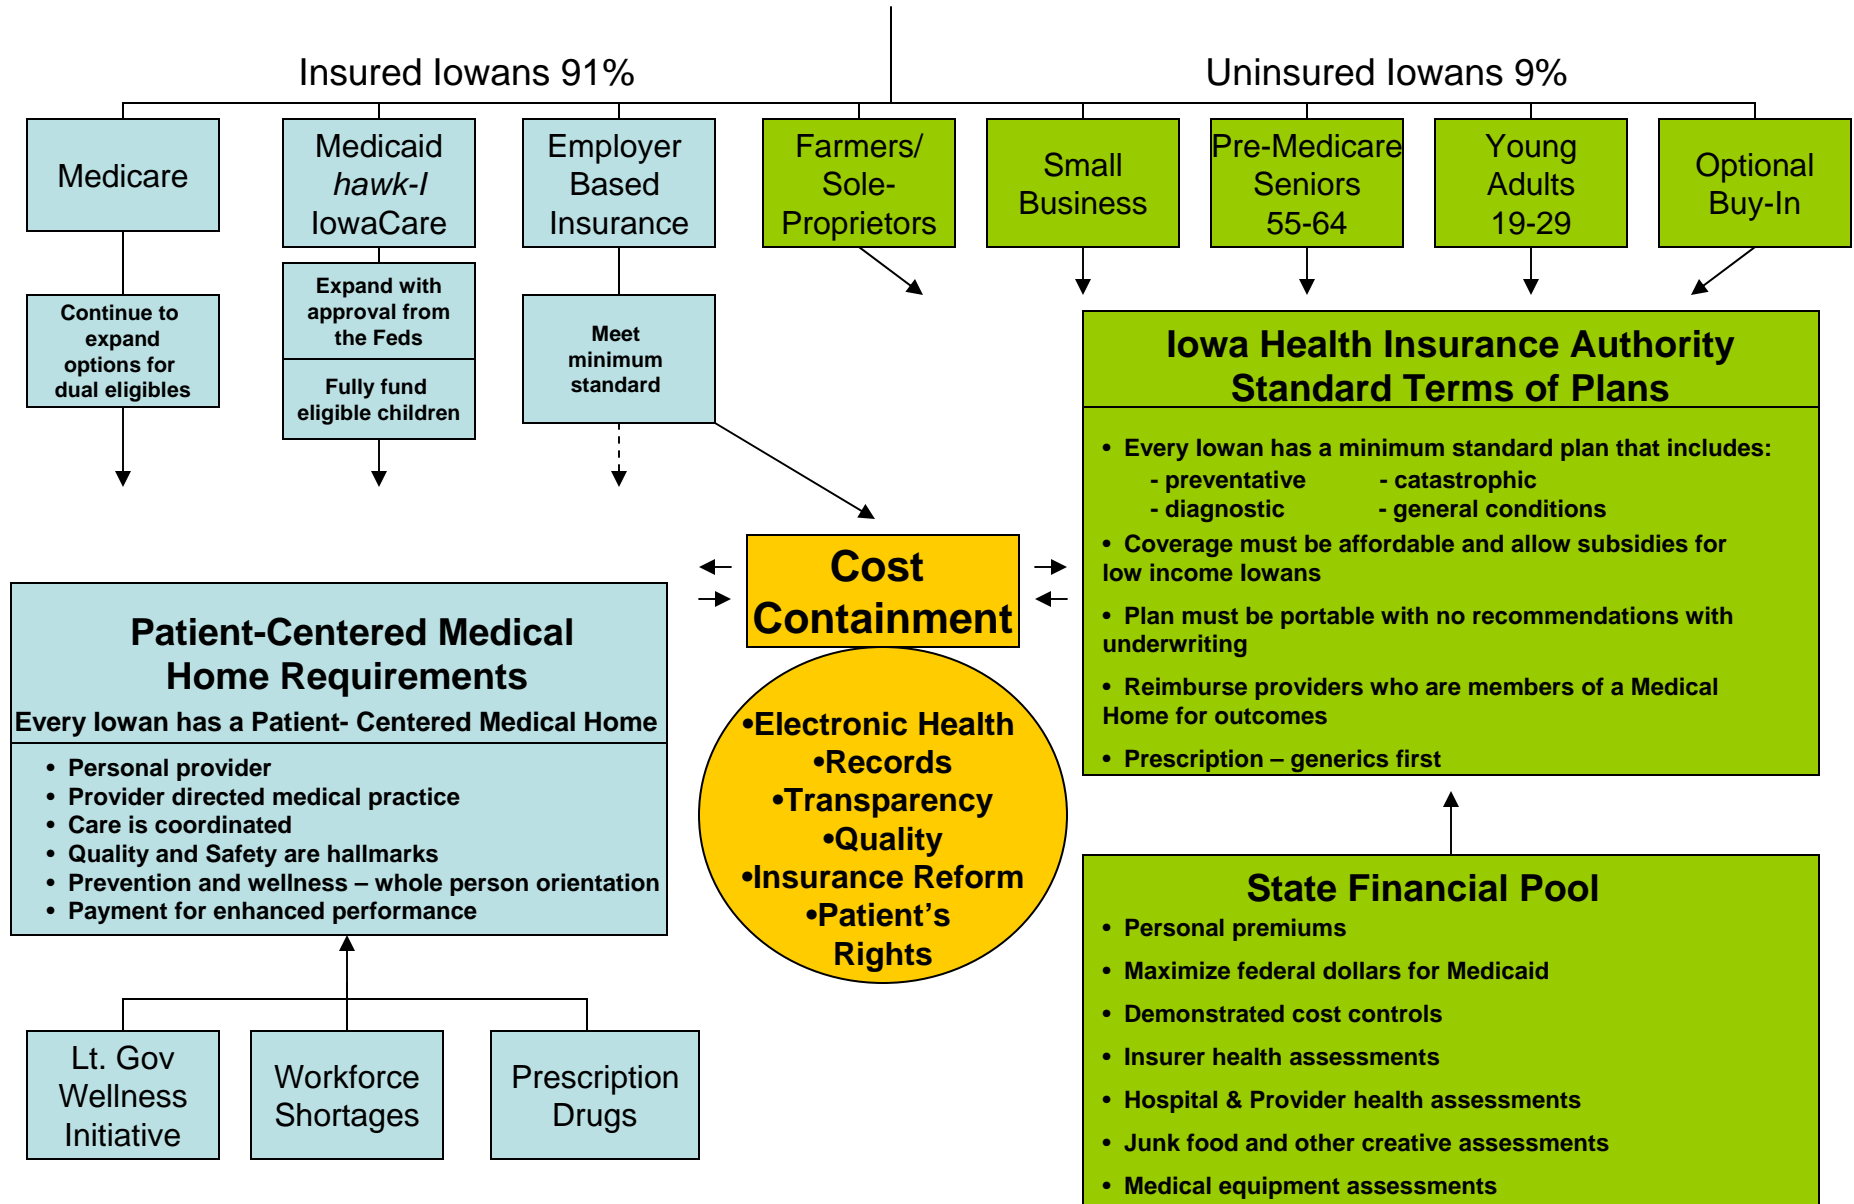 Insured Iowans 91%
Uninsured Iowans 9%
Medicare
Medicaid
hawk-I
IowaCare
Employer
Based
Insurance
Farmers/
Sole-
Proprietors
Small
Business
Pre-Medicare
Seniors
55-64
Young
Adults
19-29
Optional
Buy-In
Continue to
expand
options for
dual eligibles
Expand with
approval from
the Feds
Fully fund
eligible children
Meet
minimum
standard
Iowa Health Insurance Authority
Standard Terms of Plans
• Every Iowan has a minimum standard plan that includes:
- preventative - catastrophic
- diagnostic - general conditions
• Coverage must be affordable and allow subsidies for
low income Iowans
• Plan must be portable with no recommendations with
underwriting
• Reimburse providers who are members of a Medical
Home for outcomes
• Prescription – generics first
Cost
Containment
•Electronic Health
•Records
•Transparency
•Quality
•Insurance Reform
•Patient’s
Rights
Patient-Centered Medical
Home Requirements
Every Iowan has a Patient- Centered Medical Home
• Personal provider
• Provider directed medical practice
• Care is coordinated
• Quality and Safety are hallmarks
• Prevention and wellness – whole person orientation
• Payment for enhanced performance
Lt. Gov
Wellness
Initiative
Workforce
Shortages
Prescription
Drugs
State Financial Pool
• Personal premiums
• Maximize federal dollars for Medicaid
• Demonstrated cost controls
• Insurer health assessments
• Hospital & Provider health assessments
• Junk food and other creative assessments
• Medical equipment assessments